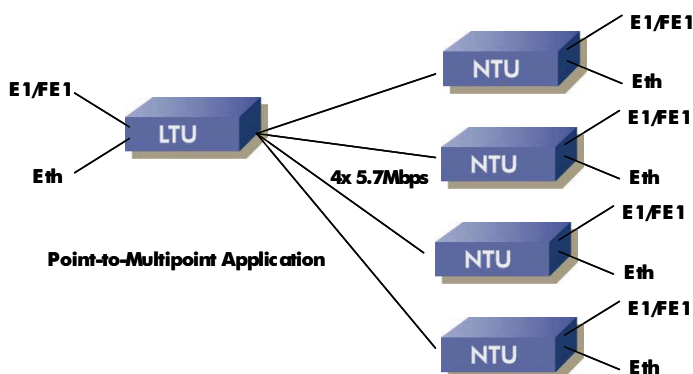 E1/FE1
NTU
Eth
E1/FE1
E1/FE1
LTU
NTU
Eth
4x 5.7Mbps
Eth
E1/FE1
Point-to-Multipoint Application
NTU
Eth
E1/FE1
NTU
Eth